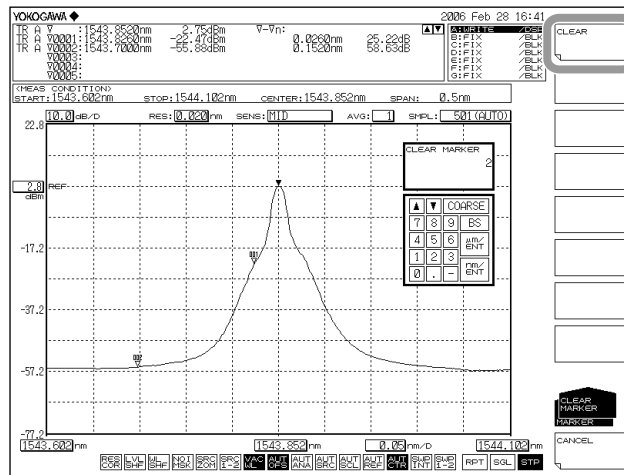 YOKOGAWA ◆ 2006 Feb 28 16:41
TR A ∇ :1543.8520nm 2.75dBm ∇-∇n:
TR A ∇0001:1543.8260nm -22.47dBm 0.0260nm 25.22dB
TR A ∇0002:1543.7000nm -55.88dBm 0.1520nm 58.63dB
∇0003:
∇0004:
∇0005:
▲▼
A:WRITE /DSP
B:FIX /BLK
C:FIX /BLK
D:FIX /BLK
E:FIX /BLK
F:FIX /BLK
G:FIX /BLK
CLEAR
<MEAS CONDITION>
START:1543.602nm STOP:1544.102nm CENTER:1543.852nm SPAN: 0.5nm
10.0 dB/D RES:0.020nm SENS:MID AVG: 1 SMPL: 501(AUTO)
22.8
CLEAR MARKER
2
2.8 REF
dBm
▲ ▼ COARSE
7 8 9 BS
4 5 6 μm/ENT
1 2 3 nm/ENT
0 . -
-17.2
001
-37.2
-57.2
002
-77.2
CLEAR
MARKER
MARKER
1543.602nm 1543.852nm 0.05nm/D 1544.102nm
CANCEL
RES COR LVL SHF WL SHF NOI MSK SRC ZOM SRC 1-2 VAC WL AUT OFS AUT ANA AUT SRC AUT SCL AUT REF AUT CTR SWP INT SWP 1-2 RPT SGL STP